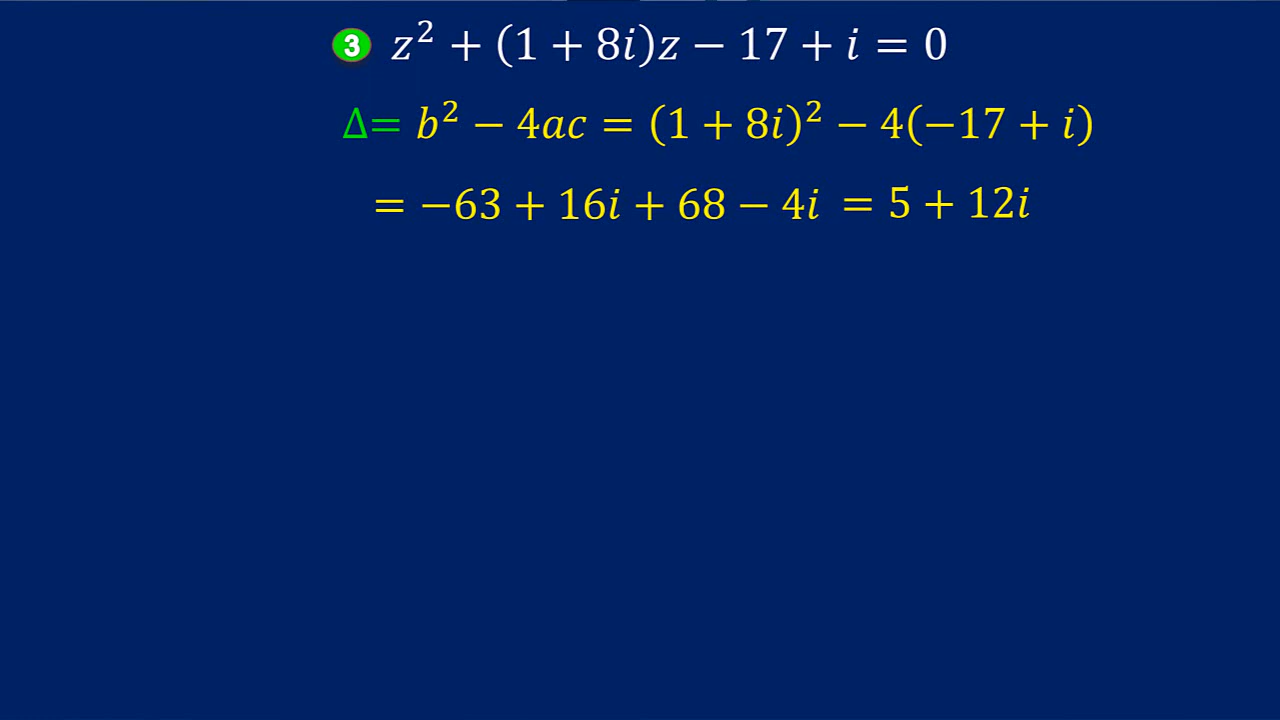 3 z² + (1 + 8i)z − 17 + i = 0
Δ= b² − 4ac = (1 + 8i)² − 4(−17 + i)
= −63 + 16i + 68 − 4i = 5 + 12i